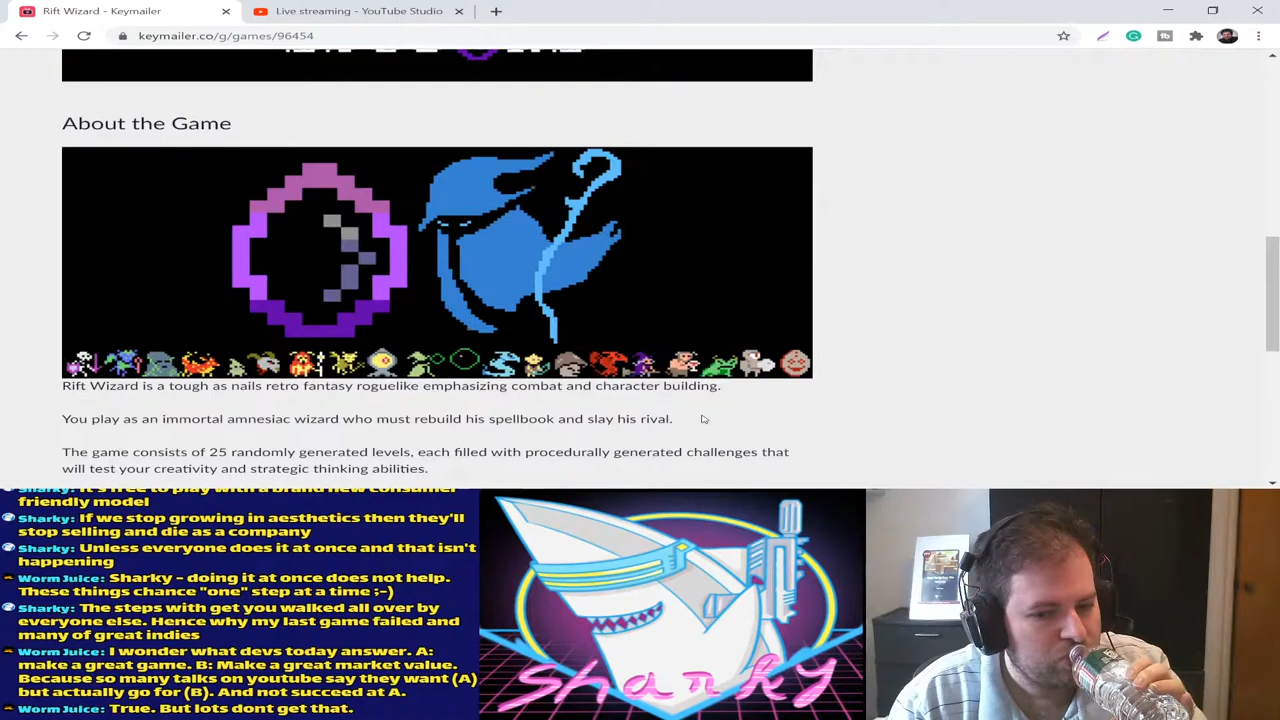 Rift Wizard - Keymailer
Live streaming - YouTube Studio
keymailer.co/g/games/96454
About the Game
Rift Wizard is a tough as nails retro fantasy roguelike emphasizing combat and character building.
You play as an immortal amnesiac wizard who must rebuild his spellbook and slay his rival.
The game consists of 25 randomly generated levels, each filled with procedurally generated challenges that
will test your creativity and strategic thinking abilities.
Sharky: It's free to play with a brand new consumer
friendly model
Sharky: If we stop growing in aesthetics then they'll
stop selling and die as a company
Sharky: Unless everyone does it at once and that isn't
happening
Worm Juice: Sharky - doing it at once does not help.
These things chance "one" step at a time ;-)
Sharky: The steps with get you walked all over by
everyone else. Hence why my last game failed and
many of great indies
Worm Juice: I wonder what devs today answer. A:
make a great game. B: Make a great market value.
Because so many talks on youtube say they want (A)
but actually go for (B). And not succeed at A.
Worm Juice: True. But lots dont get that.
Sharky